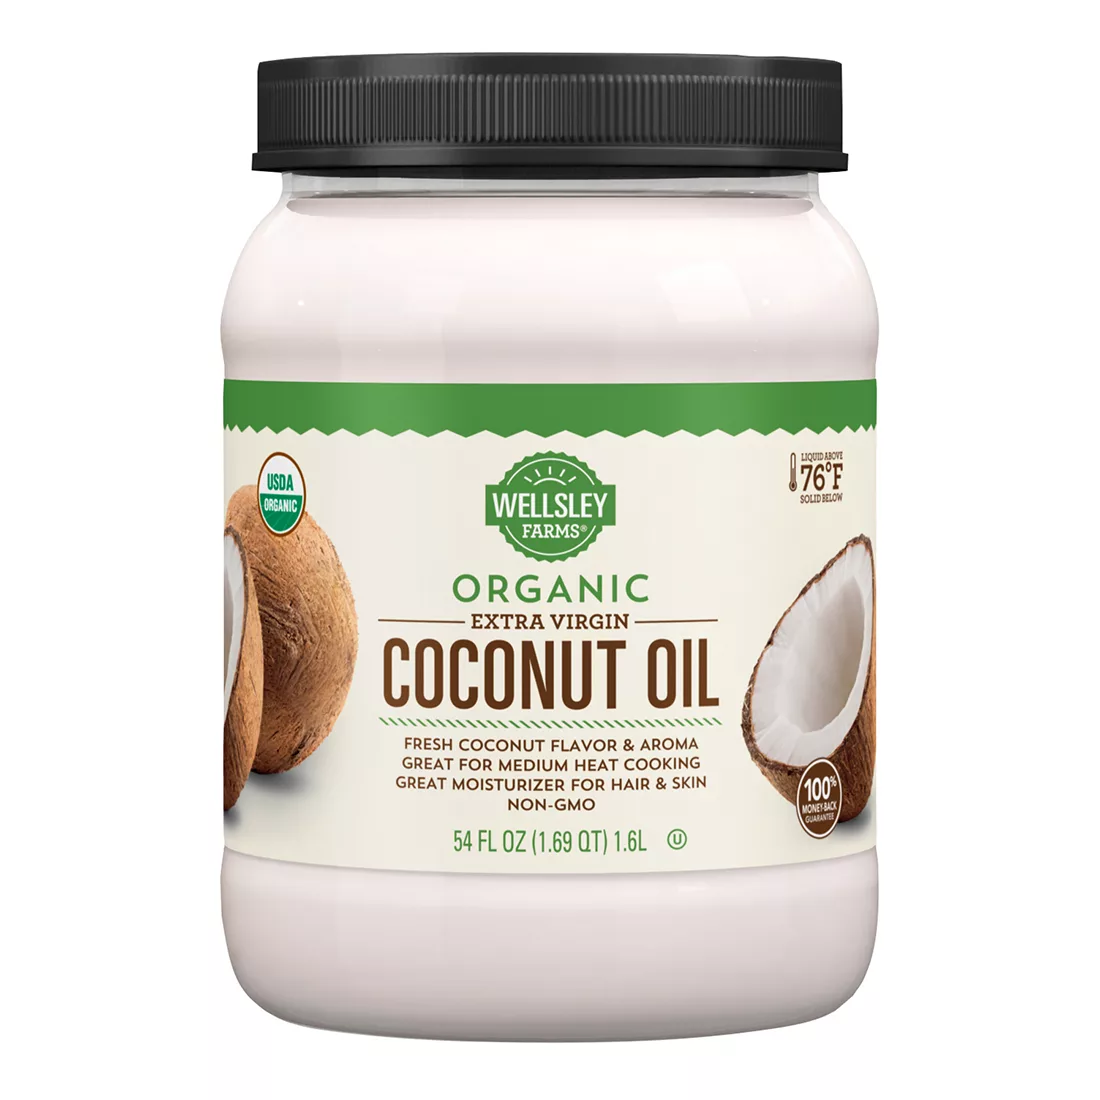 USDA
ORGANIC
WELLSLEY
FARMS®
LIQUID ABOVE
76°F
SOLID BELOW
ORGANIC
EXTRA VIRGIN
COCONUT OIL
FRESH COCONUT FLAVOR & AROMA
GREAT FOR MEDIUM HEAT COOKING
GREAT MOISTURIZER FOR HAIR & SKIN
NON-GMO
100%
MONEY-BACK
GUARANTEE
54 FL OZ (1.69 QT) 1.6L U